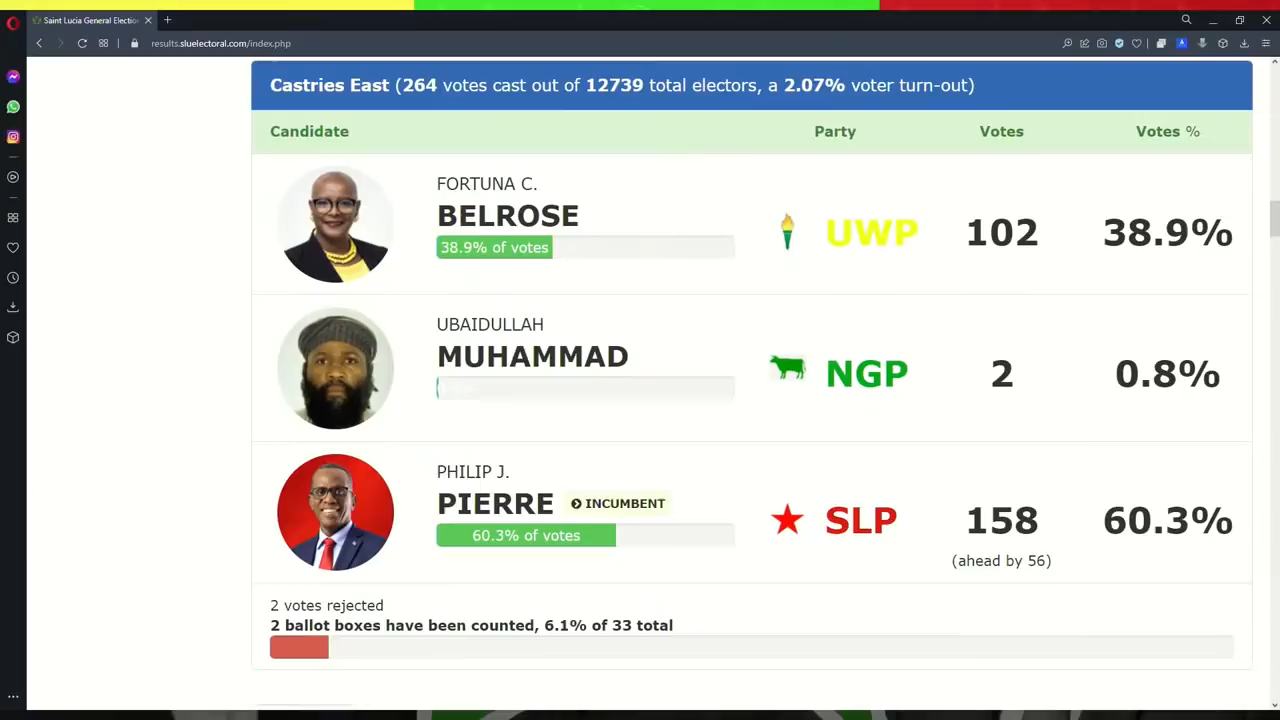 Saint Lucia General Election
results.sluelectoral.com/index.php
Castries East (264 votes cast out of 12739 total electors, a 2.07% voter turn-out)
Candidate Party Votes Votes %
FORTUNA C.
BELROSE
38.9% of votes
UWP 102 38.9%
UBAIDULLAH
MUHAMMAD
NGP 2 0.8%
PHILIP J.
PIERRE INCUMBENT
60.3% of votes
SLP 158 60.3%
(ahead by 56)
2 votes rejected
2 ballot boxes have been counted, 6.1% of 33 total